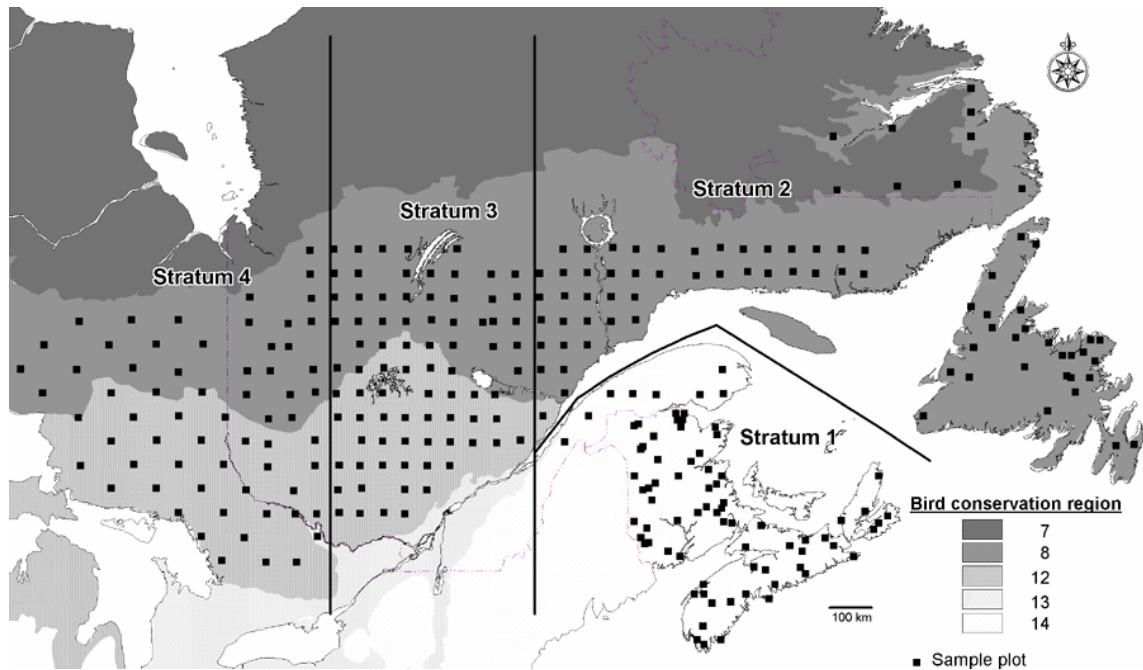 Stratum 2
Stratum 3
Stratum 4
Stratum 1
Bird conservation region
7
8
12
13
14
100 km
Sample plot